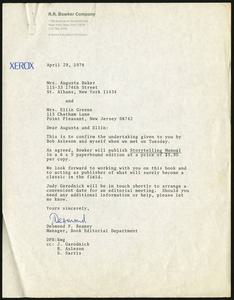 R.R. Bowker Company
XEROX
April 29, 1976
Mrs. Augusta Baker
115-33 174th Street
St. Albans, New York 11434
and
Mrs. Ellin Greene
113 Chatham Lane
Point Pleasant, New Jersey 08742
Dear Augusta and Ellin:
This is to confirm the undertaking given to you by
Bob Asleson and myself when we met on Tuesday.
As agreed, Bowker will publish Storytelling Manual
in a 6 x 9 paperbound edition at a price of
per copy.
We look forward to working with you on this book and
to acting as publisher of what will surely become a
classic in the field.
Judy Garodnick will be in touch shortly to arrange a
convenient date for an editorial meeting. Should you
need any additional information, please do let me
know.
Yours sincerely,
Desmond
Desmond F. Reaney
Manager, Book Editorial Department
DFR:kmg
cc: J. Garodnick
R. Asleson
S. Sarris